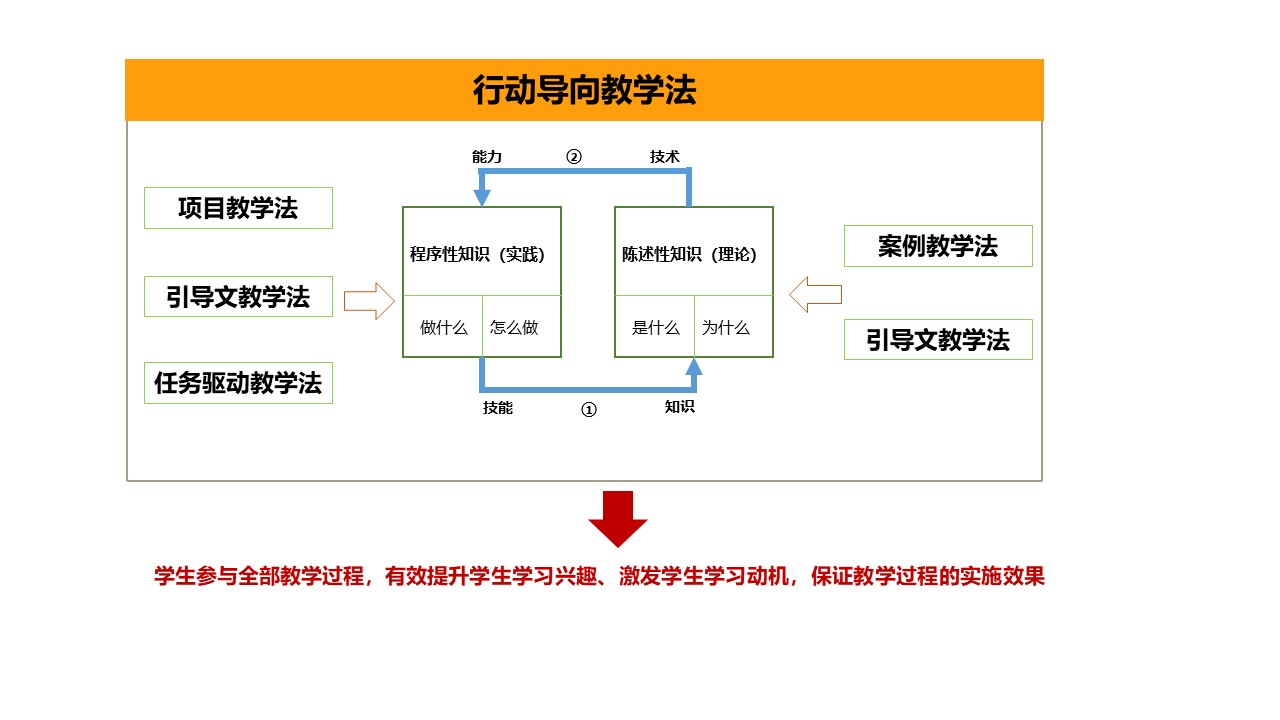 行动导向教学法
能力
②
技术
项目教学法
引导文教学法
任务驱动教学法
程序性知识（实践）
做什么
怎么做
陈述性知识（理论）
是什么
为什么
案例教学法
引导文教学法
技能
①
知识
学生参与全部教学过程，有效提升学生学习兴趣、激发学生学习动机，保证教学过程的实施效果